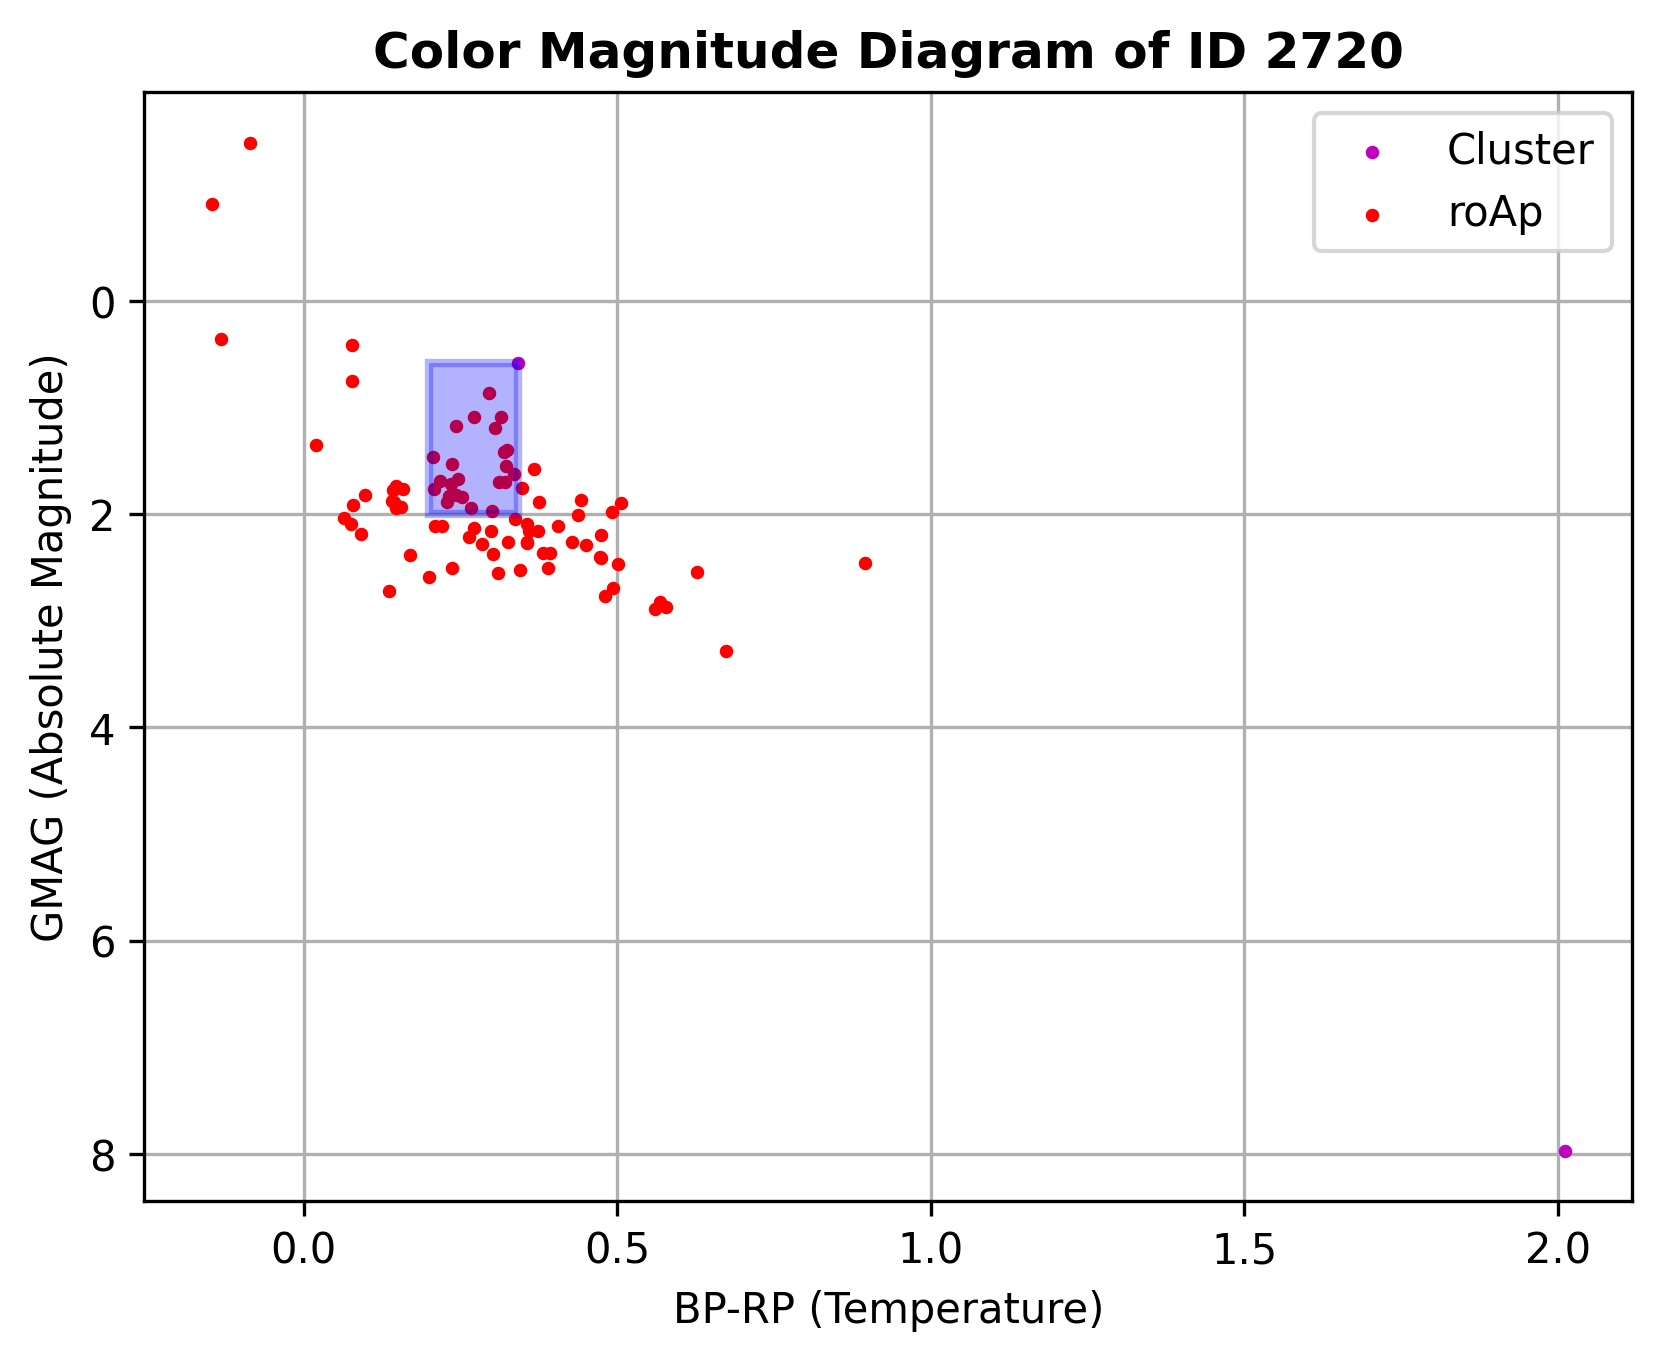 Color Magnitude Diagram of ID 2720
Cluster
roAp
GMAG (Absolute Magnitude)
0
2
4
6
8
0.0 0.5 1.0 1.5 2.0
BP-RP (Temperature)